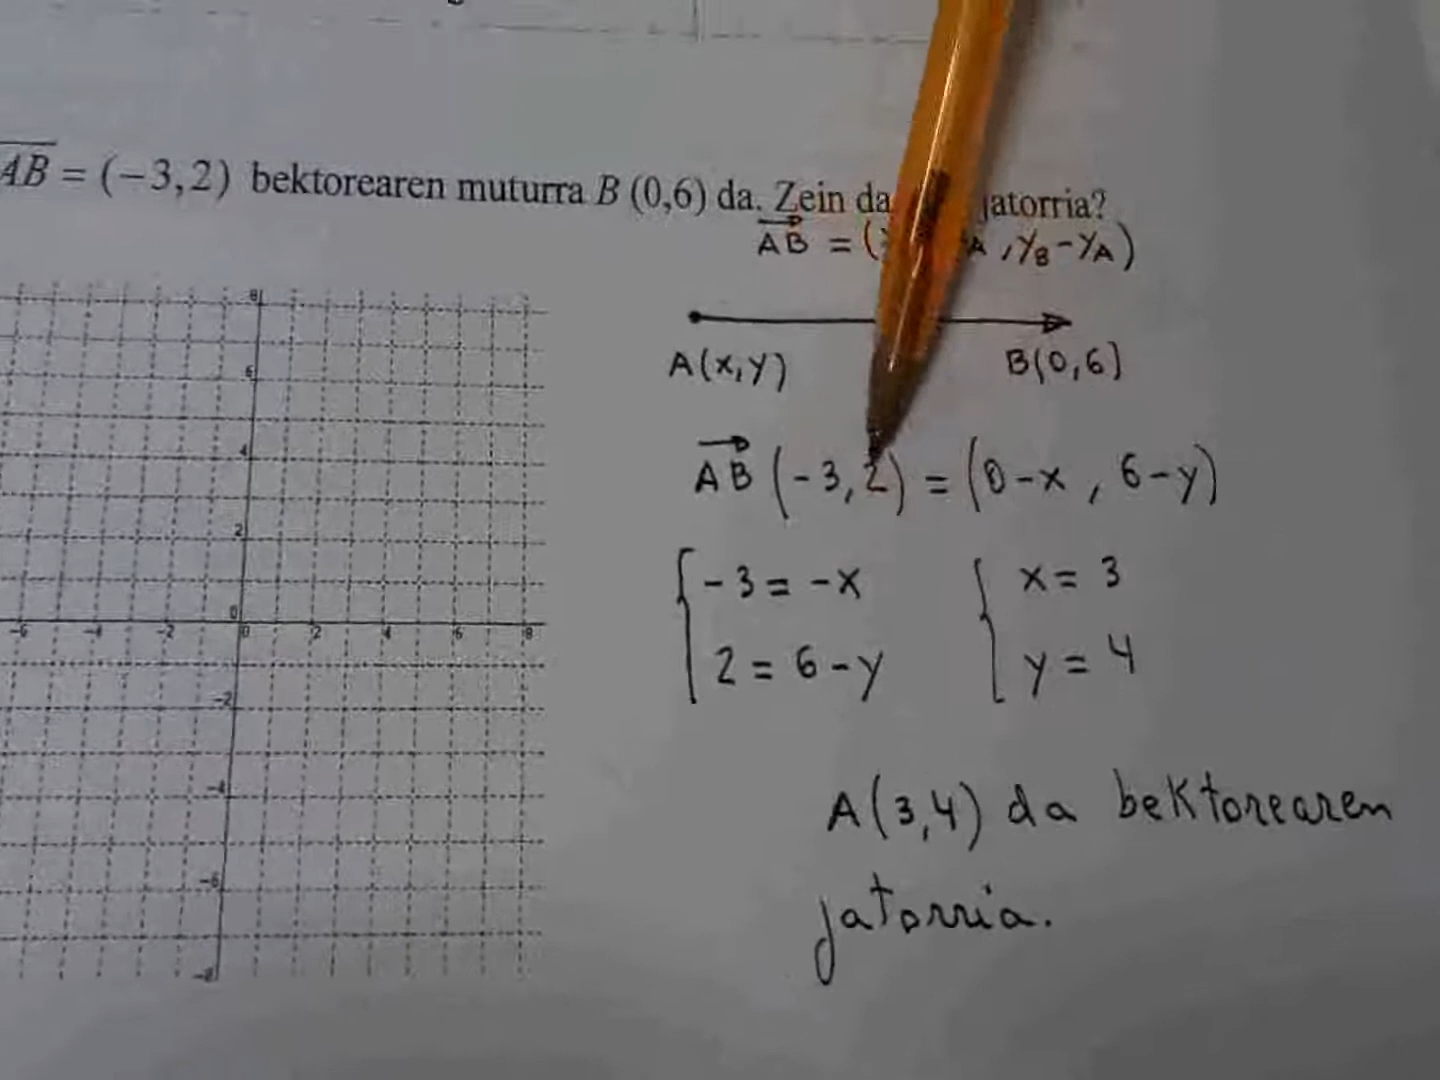 AB = (-3,2) bektorearen muturra B (0,6) da. Zein da jatorria?
AB = ( A , yB - yA )
A(x,y) B(0,6)
AB (-3,2) = (0-x , 6-y)
-3 = -x x = 3
2 = 6-y y = 4
A(3,4) da bektorearen
jatorria.
8
6
4
2
0
-6 -4 -2 0 2 4 6 8
-2
-4
-6
-8